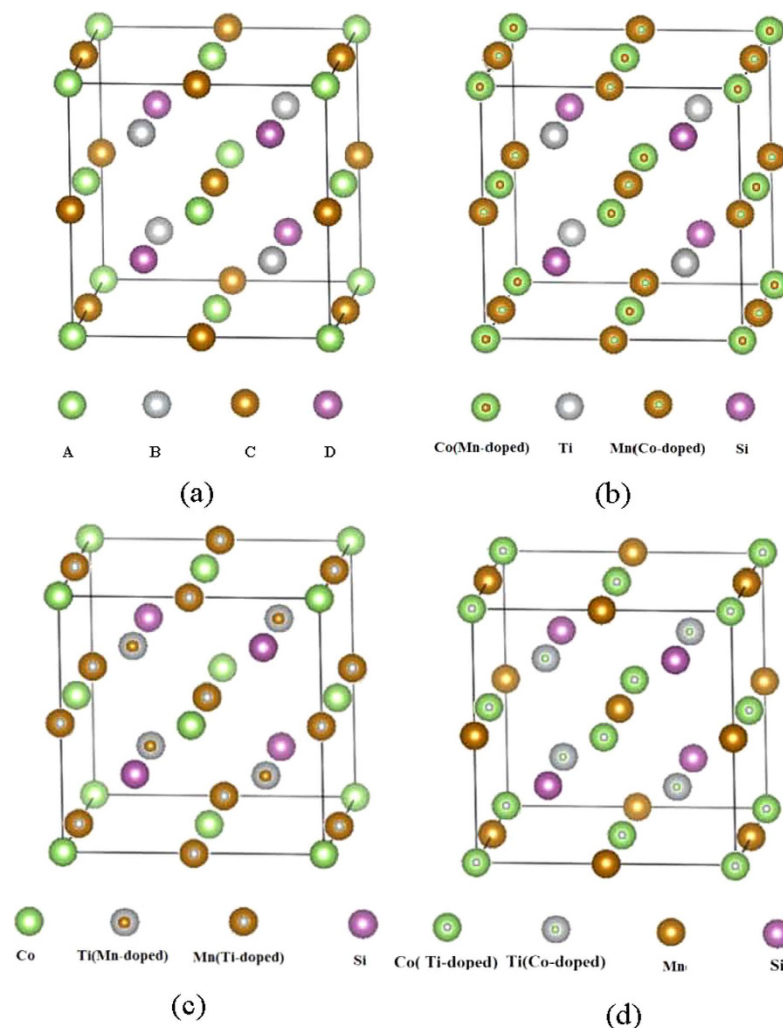 A B C D
(a)
Co(Mn-doped) Ti Mn(Co-doped) Si
(b)
Co Ti(Mn-doped) Mn(Ti-doped) Si
(c)
Co( Ti-doped) Ti(Co-doped) Mn Si
(d)